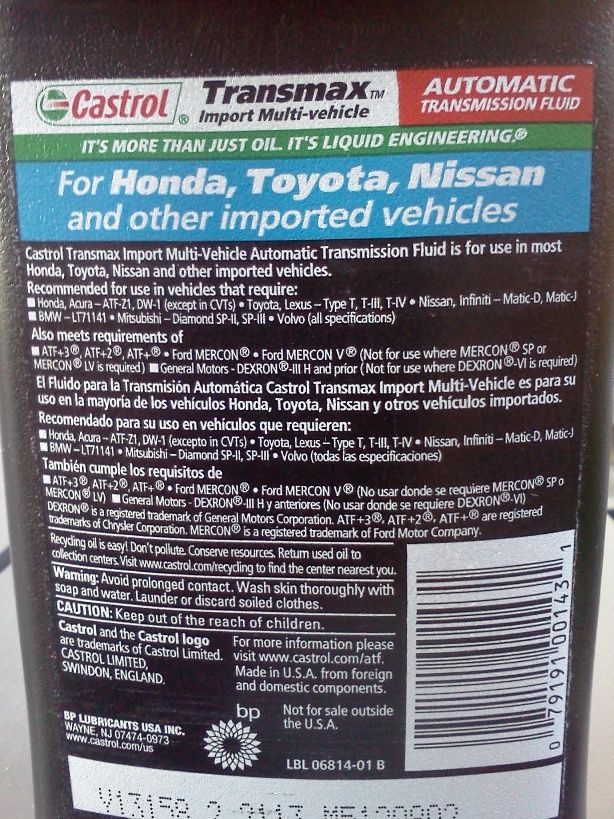 Castrol® Transmax™ AUTOMATIC
Import Multi-vehicle TRANSMISSION FLUID
IT'S MORE THAN JUST OIL. IT'S LIQUID ENGINEERING.®
For Honda, Toyota, Nissan
and other imported vehicles
Castrol Transmax Import Multi-Vehicle Automatic Transmission Fluid is for use in most
Honda, Toyota, Nissan and other imported vehicles.
Recommended for use in vehicles that require:
■ Honda, Acura – ATF-Z1, DW-1 (except in CVTs) • Toyota, Lexus – Type T, T-III, T-IV • Nissan, Infiniti – Matic-D, Matic-J
■ BMW – LT71141 • Mitsubishi – Diamond SP-II, SP-III • Volvo (all specifications)
Also meets requirements of
■ ATF+3®, ATF+2®, ATF+® • Ford MERCON® • Ford MERCON V® (Not for use where MERCON® SP or
MERCON® LV is required) ■ General Motors - DEXRON®-III H and prior (Not for use where DEXRON®-VI is required)
El Fluido para la Transmisión Automática Castrol Transmax Import Multi-Vehicle es para su
uso en la mayoría de los vehículos Honda, Toyota, Nissan y otros vehículos importados.
Recomendado para su uso en vehículos que requieren:
■ Honda, Acura – ATF-Z1, DW-1 (excepto in CVTs) • Toyota, Lexus – Type T, T-III, T-IV • Nissan, Infiniti – Matic-D, Matic-J
■ BMW – LT71141 • Mitsubishi – Diamond SP-II, SP-III • Volvo (todas las especificaciones)
También cumple los requisitos de
■ ATF+3®, ATF+2®, ATF+® • Ford MERCON® • Ford MERCON V® (No usar donde se requiere MERCON® SP o
MERCON® LV) ■ General Motors - DEXRON®-III H y anteriores (No usar donde se requiere DEXRON®-VI)
DEXRON® is a registered trademark of General Motors Corporation. ATF+3®, ATF+2®, ATF+® are registered
trademarks of Chrysler Corporation. MERCON® is a registered trademark of Ford Motor Company.
Recycling oil is easy! Don't pollute. Conserve resources. Return used oil to
collection centers. Visit www.castrol.com/recycling to find the center nearest you.
Warning: Avoid prolonged contact. Wash skin thoroughly with
soap and water. Launder or discard soiled clothes.
CAUTION: Keep out of the reach of children.
Castrol and the Castrol logo
are trademarks of Castrol Limited.
CASTROL LIMITED,
SWINDON, ENGLAND.
For more information please
visit www.castrol.com/atf.
Made in U.S.A. from foreign
and domestic components.
BP LUBRICANTS USA INC.
WAYNE, NJ 07474-0973
www.castrol.com/us
bp
Not for sale outside
the U.S.A.
LBL 06814-01 B
0 79191 00143 1